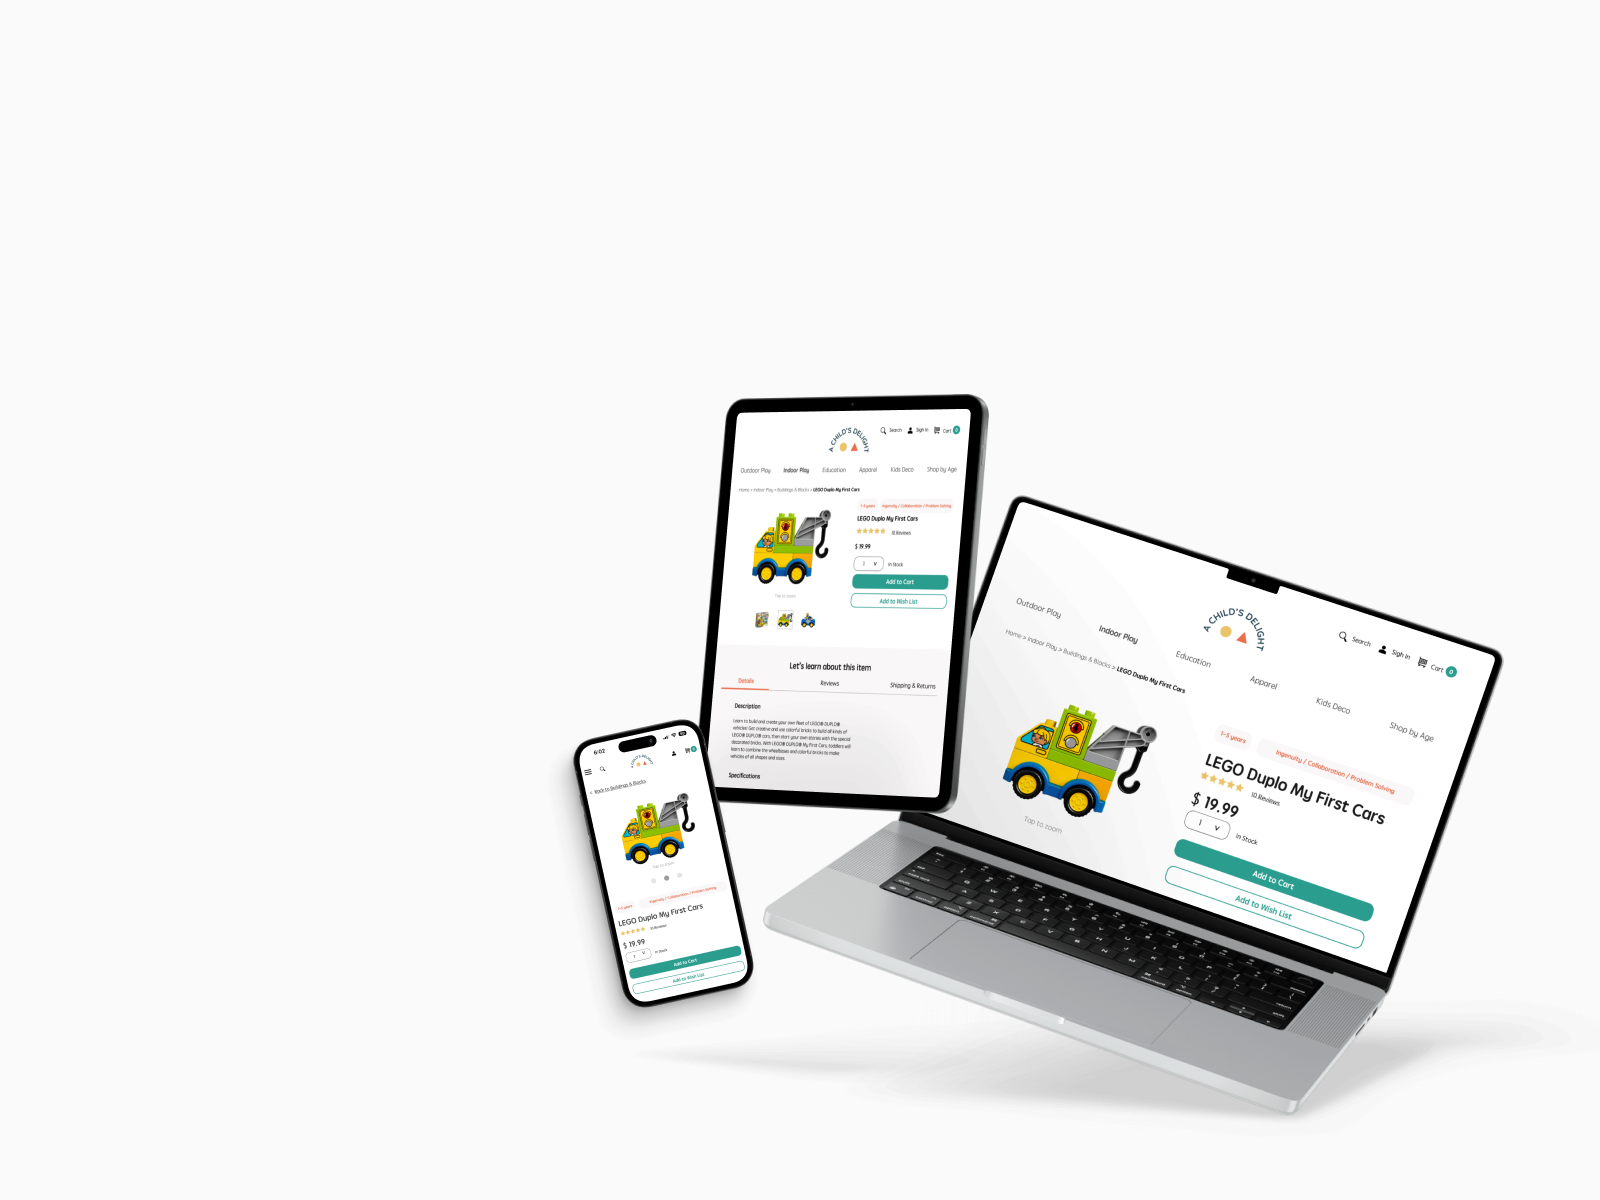 A CHILD'S DELIGHT
Search
Sign In
Cart
0
Outdoor Play
Indoor Play
Education
Apparel
Kids Deco
Shop by Age
Home > Indoor Play > Buildings & Blocks > LEGO Duplo My First Cars
1-5 years
Ingenuity / Collaboration / Problem Solving
LEGO Duplo My First Cars
10 Reviews
$ 19.99
1
in Stock
Add to Cart
Add to Wish List
Tap to zoom
Let's learn about this item
Details
Reviews
Shipping & Returns
Description
Learn to build and create your own fleet of LEGO® DUPLO®
vehicles! Get creative and use colorful bricks to build all kinds of
LEGO® DUPLO® cars, then start your own stories with the special
decorated bricks. With LEGO® DUPLO® My First Cars, toddlers will
learn to combine the wheelbases and colorful bricks to make
vehicles of all shapes and sizes.
Specifications
A CHILD'S DELIGHT
Search
Sigh In
Cart
0
Outdoor Play
Indoor Play
Education
Apparel
Kids Deco
Shop by Age
Home > Indoor Play > Buildings & Blocks > LEGO Duplo My First Cars
1-5 years
Ingenuity / Collaboration / Problem Solving
LEGO Duplo My First Cars
10 Reviews
$ 19.99
1
in Stock
Add to Cart
Add to Wish List
Tap to zoom
6:02
A CHILD'S DELIGHT
0
< Back to Buildings & Blocks
Tap to zoom
1-5 years
Ingenuity / Collaboration / Problem Solving
LEGO Duplo My First Cars
10 Reviews
$ 19.99
1
in Stock
Add to Cart
Add to Wish List